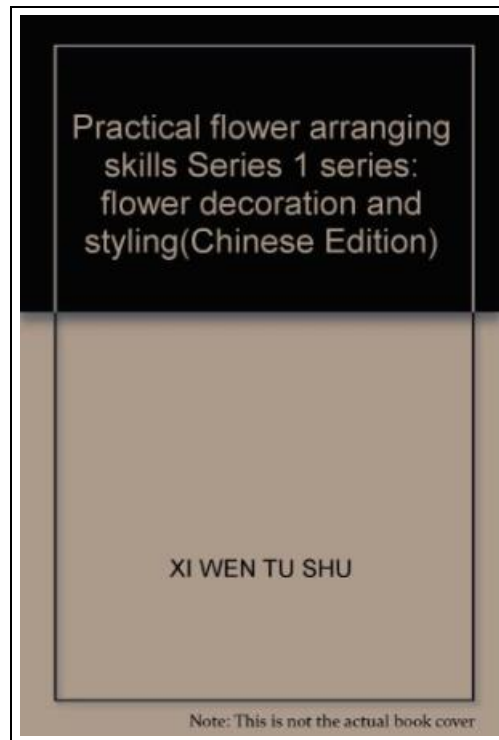 Practical flower arranging
skills Series 1 series:
flower decoration and
styling(Chinese Edition)
XI WEN TU SHU
Note: This is not the actual book cover